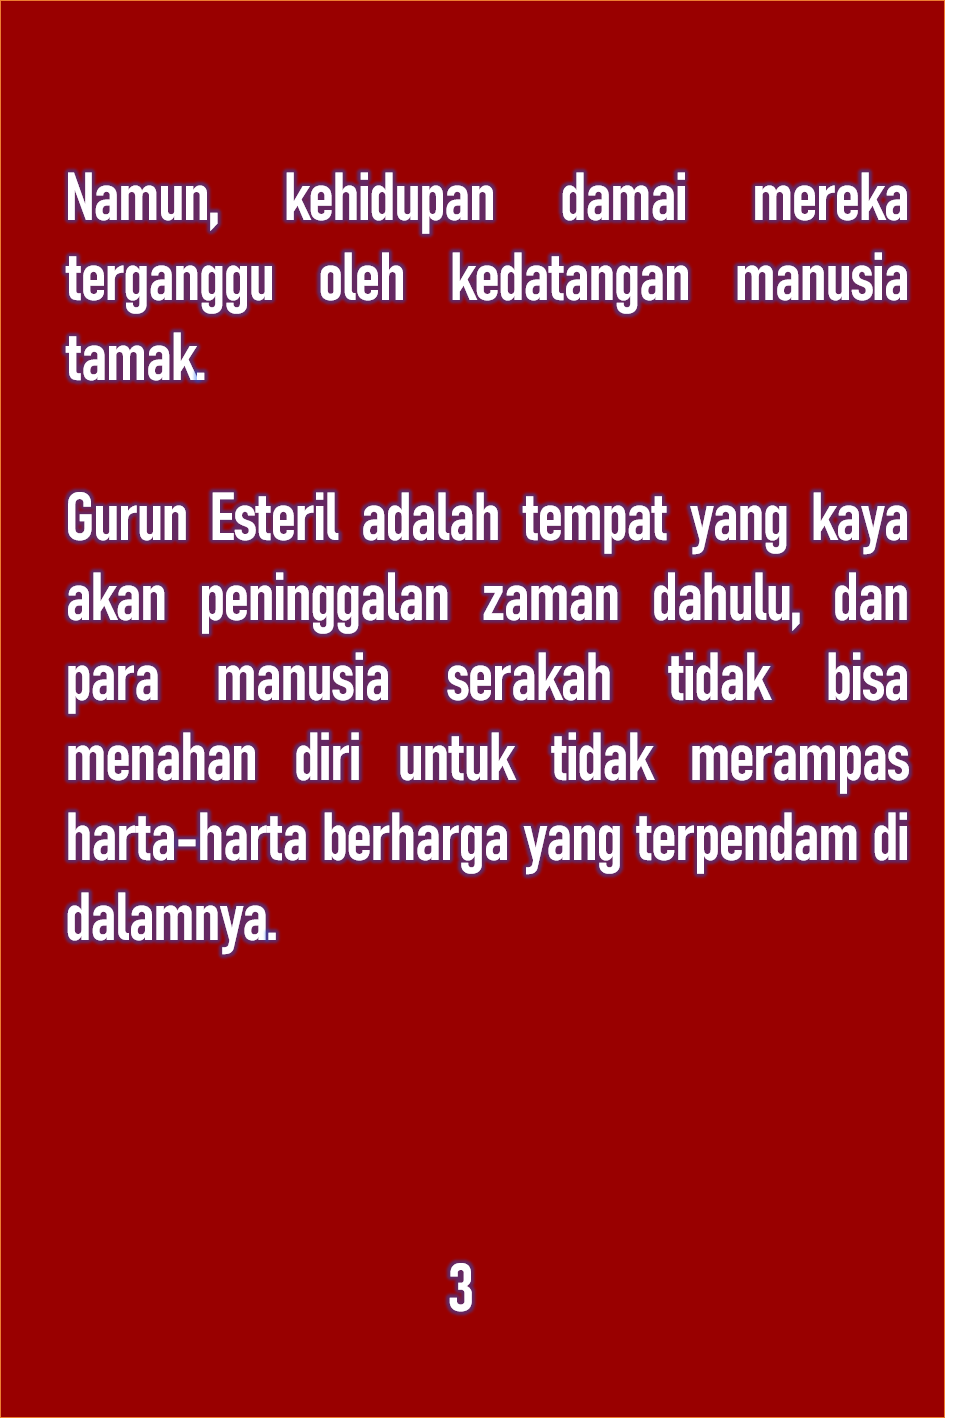 Namun, kehidupan damai mereka
terganggu oleh kedatangan manusia
tamak.
Gurun Esteril adalah tempat yang kaya
akan peninggalan zaman dahulu, dan
para manusia serakah tidak bisa
menahan diri untuk tidak merampas
harta-harta berharga yang terpendam di
dalamnya.
3